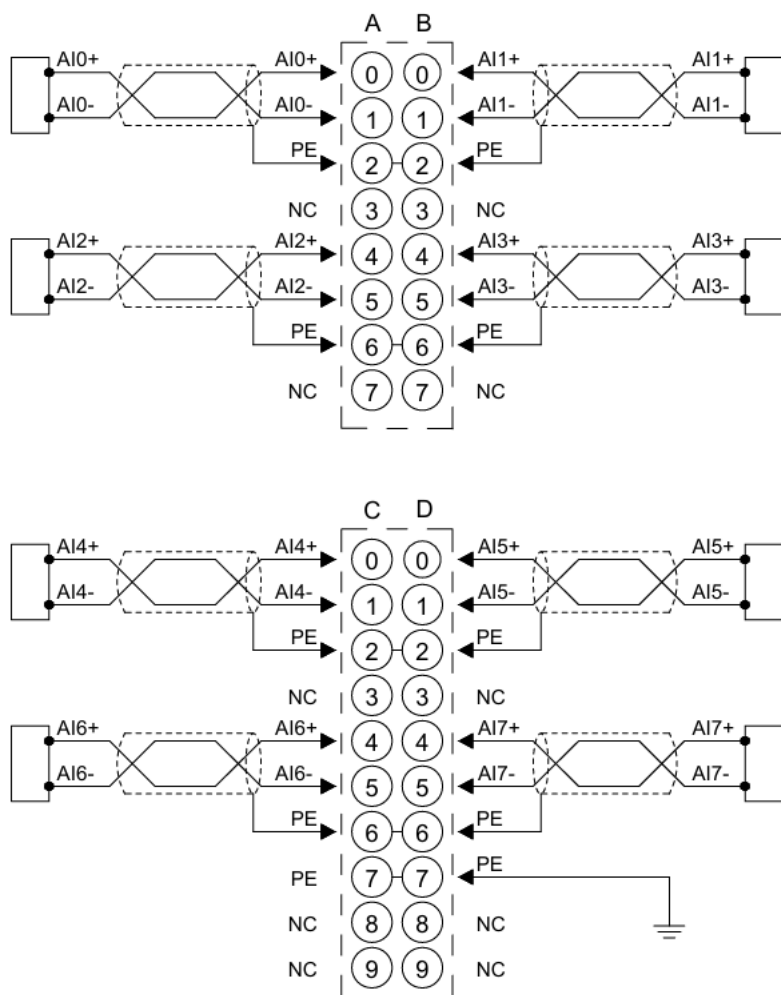 A B
AI0+ AI0+ 0 0 AI1+ AI1+
AI0- AI0- 1 1 AI1- AI1-
PE 2 2 PE
NC 3 3 NC
AI2+ AI2+ 4 4 AI3+ AI3+
AI2- AI2- 5 5 AI3- AI3-
PE 6 6 PE
NC 7 7 NC
C D
AI4+ AI4+ 0 0 AI5+ AI5+
AI4- AI4- 1 1 AI5- AI5-
PE 2 2 PE
NC 3 3 NC
AI6+ AI6+ 4 4 AI7+ AI7+
AI6- AI6- 5 5 AI7- AI7-
PE 6 6 PE
PE 7 7 PE
NC 8 8 NC
NC 9 9 NC